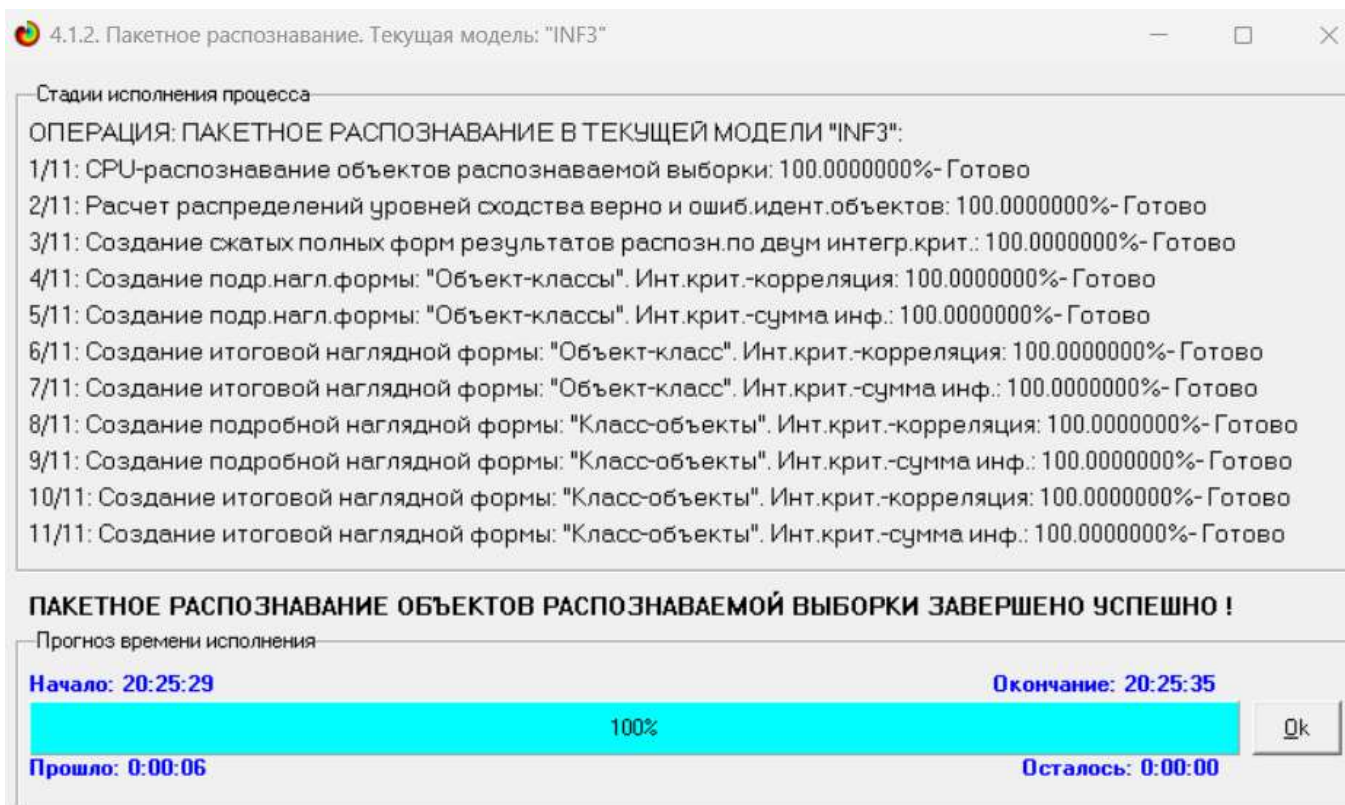 4.1.2. Пакетное распознавание. Текущая модель: "INF3"
Стадии исполнения процесса
ОПЕРАЦИЯ: ПАКЕТНОЕ РАСПОЗНАВАНИЕ В ТЕКУЩЕЙ МОДЕЛИ "INF3":
1/11: CPU-распознавание объектов распознаваемой выборки: 100.0000000%- Готово
2/11: Расчет распределений уровней сходства верно и ошиб.идент.объектов: 100.0000000%- Готово
3/11: Создание сжатых полных форм результатов распозн.по двум интегр.крит.: 100.0000000%- Готово
4/11: Создание подр.нагл.формы: "Объект-классы". Инт.крит.-корреляция: 100.0000000%- Готово
5/11: Создание подр.нагл.формы: "Объект-классы". Инт.крит.-сумма инф.: 100.0000000%- Готово
6/11: Создание итоговой наглядной формы: "Объект-класс". Инт.крит.-корреляция: 100.0000000%- Готово
7/11: Создание итоговой наглядной формы: "Объект-класс". Инт.крит.-сумма инф.: 100.0000000%- Готово
8/11: Создание подробной наглядной формы: "Класс-объекты". Инт.крит.-корреляция: 100.0000000%- Готово
9/11: Создание подробной наглядной формы: "Класс-объекты". Инт.крит.-сумма инф.: 100.0000000%- Готово
10/11: Создание итоговой наглядной формы: "Класс-объекты". Инт.крит.-корреляция: 100.0000000%- Готово
11/11: Создание итоговой наглядной формы: "Класс-объекты". Инт.крит.-сумма инф.: 100.0000000%- Готово
ПАКЕТНОЕ РАСПОЗНАВАНИЕ ОБЪЕКТОВ РАСПОЗНАВАЕМОЙ ВЫБОРКИ ЗАВЕРШЕНО УСПЕШНО !
Прогноз времени исполнения
Начало: 20:25:29
Окончание: 20:25:35
100%
Ok
Прошло: 0:00:06
Осталось: 0:00:00